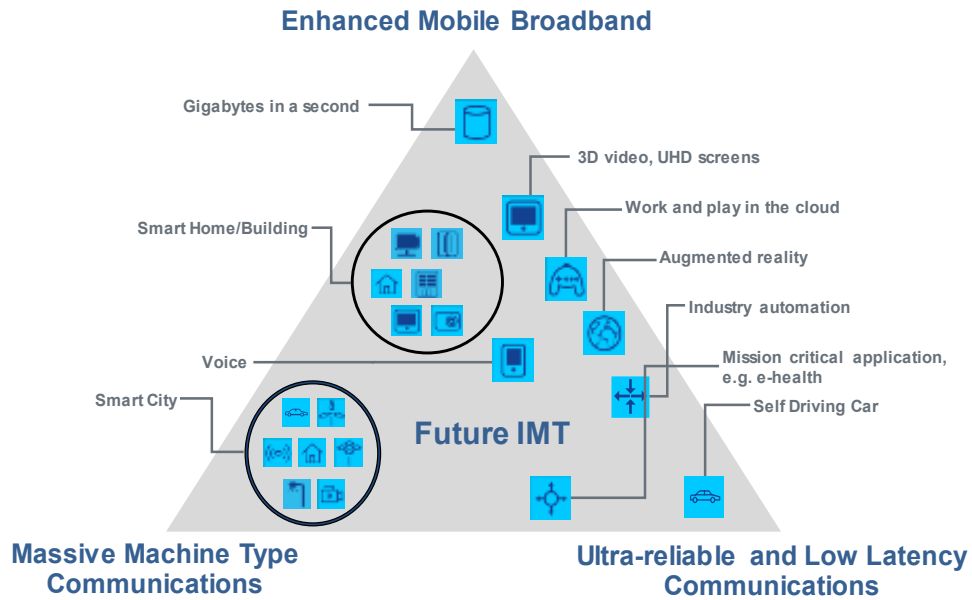 Enhanced Mobile Broadband
Gigabytes in a second
3D video, UHD screens
Work and play in the cloud
Smart Home/Building
Augmented reality
Industry automation
Voice
Mission critical application,
e.g. e-health
Smart City
Self Driving Car
Future IMT
Massive Machine Type
Communications
Ultra-reliable and Low Latency
Communications